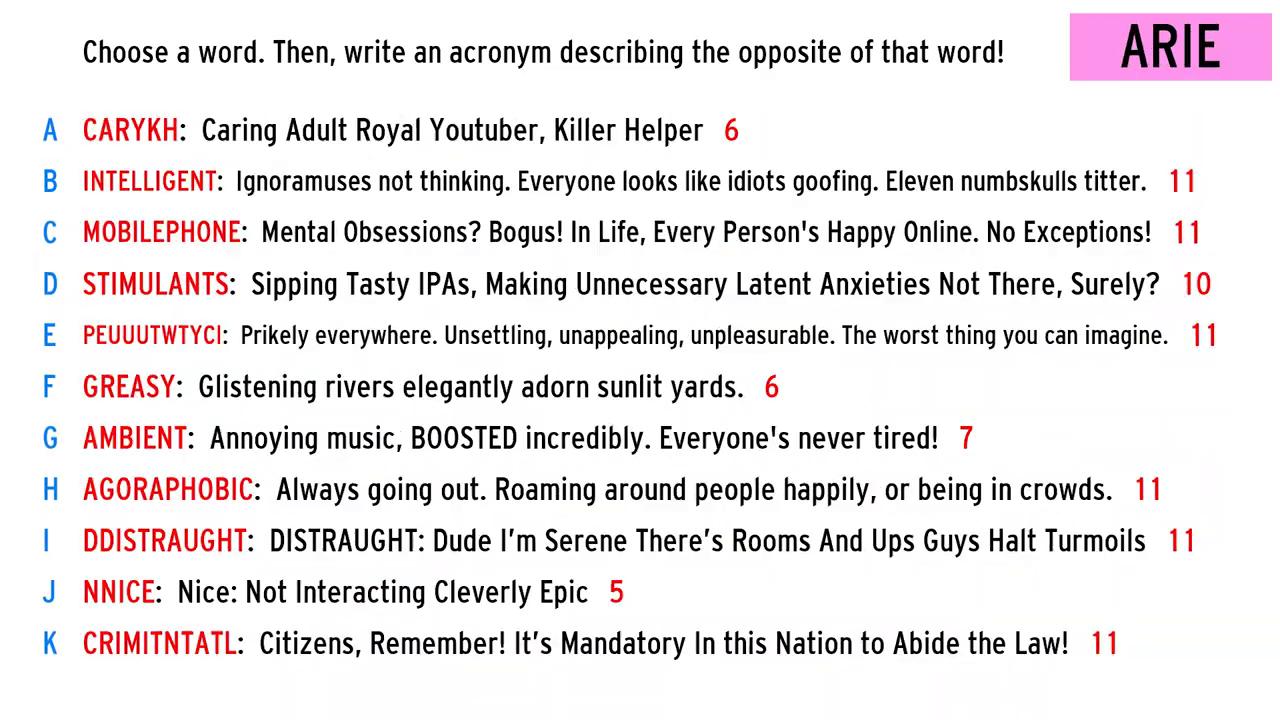 Choose a word. Then, write an acronym describing the opposite of that word!
ARIE
A CARYKH: Caring Adult Royal Youtuber, Killer Helper 6
B INTELLIGENT: Ignoramuses not thinking. Everyone looks like idiots goofing. Eleven numbskulls titter. 11
C MOBILEPHONE: Mental Obsessions? Bogus! In Life, Every Person's Happy Online. No Exceptions! 11
D STIMULANTS: Sipping Tasty IPAs, Making Unnecessary Latent Anxieties Not There, Surely? 10
E PEUUUTWTYCI: Prikely everywhere. Unsettling, unappealing, unpleasurable. The worst thing you can imagine. 11
F GREASY: Glistening rivers elegantly adorn sunlit yards. 6
G AMBIENT: Annoying music, BOOSTED incredibly. Everyone's never tired! 7
H AGORAPHOBIC: Always going out. Roaming around people happily, or being in crowds. 11
I DDISTRAUGHT: DISTRAUGHT: Dude I’m Serene There’s Rooms And Ups Guys Halt Turmoils 11
J NNICE: Nice: Not Interacting Cleverly Epic 5
K CRIMITNTATL: Citizens, Remember! It’s Mandatory In this Nation to Abide the Law! 11